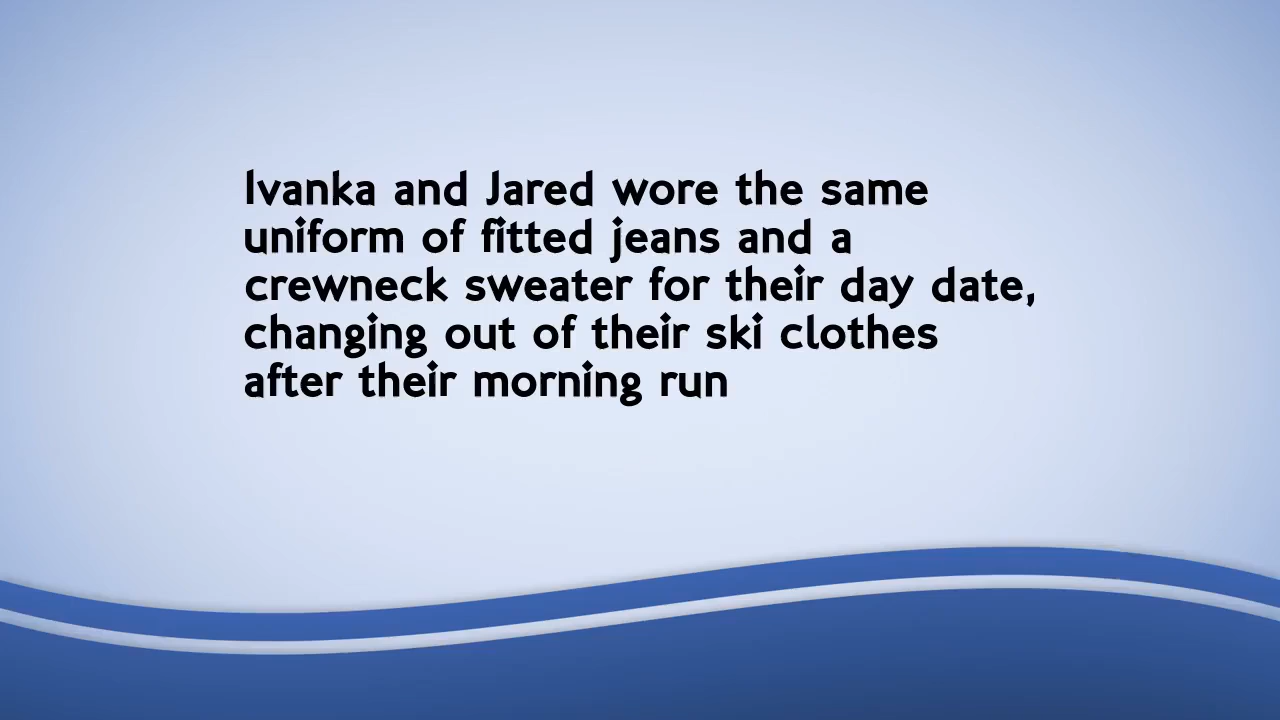 Ivanka and Jared wore the same
uniform of fitted jeans and a
crewneck sweater for their day date,
changing out of their ski clothes
after their morning run